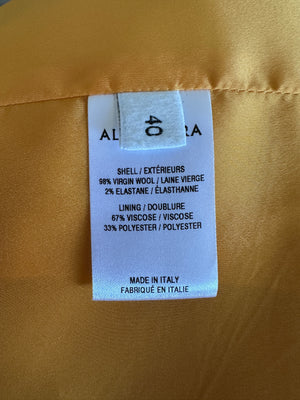 40
SHELL / EXTÉRIEURS
98% VIRGIN WOOL / LAINE VIERGE
2% ELASTANE / ÉLASTHANNE
LINING / DOUBLURE
67% VISCOSE / VISCOSE
33% POLYESTER / POLYESTER
MADE IN ITALY
FABRIQUÉ EN ITALIE